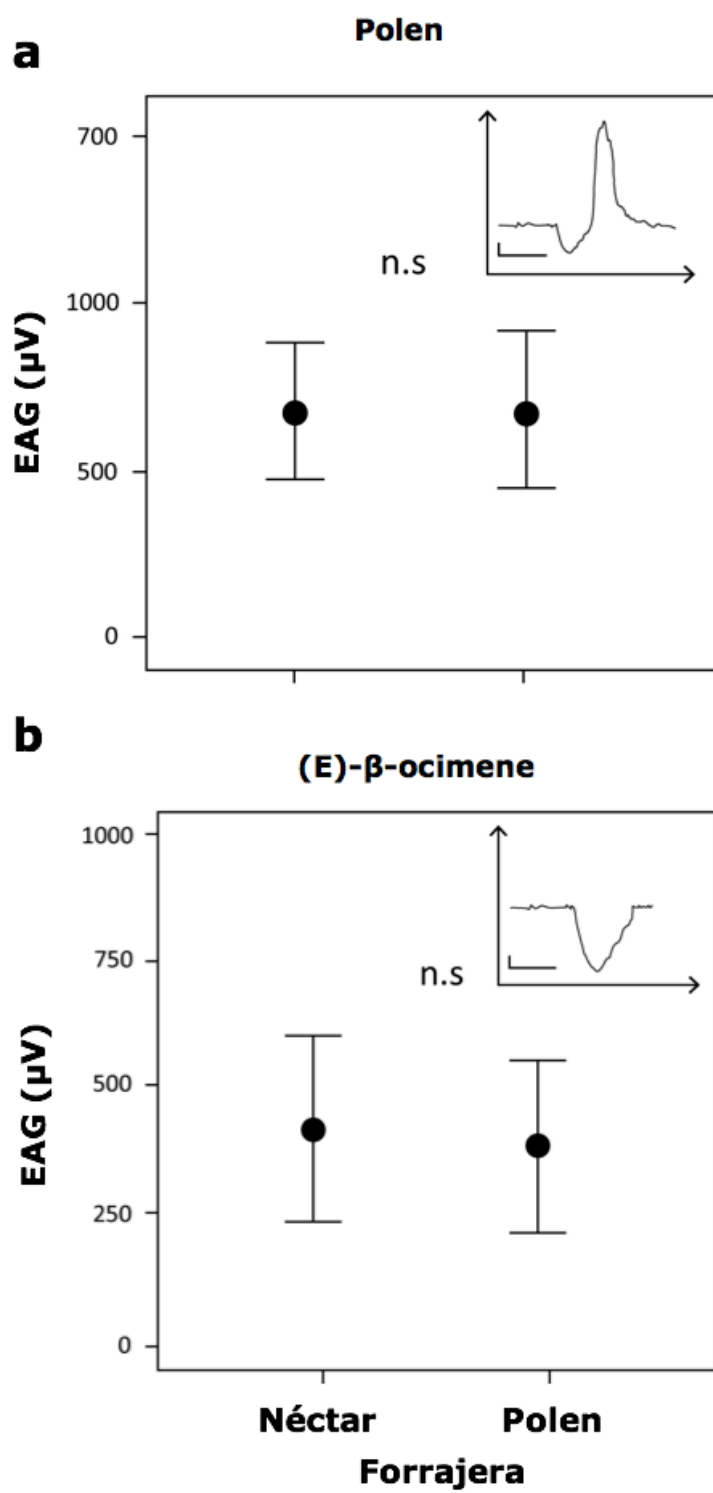 Polen
a
700
n.s
1000
EAG (µV)
500
0
b
(E)-β-ocimene
1000
750
n.s
EAG (µV)
500
250
0
Néctar Polen
Forrajera